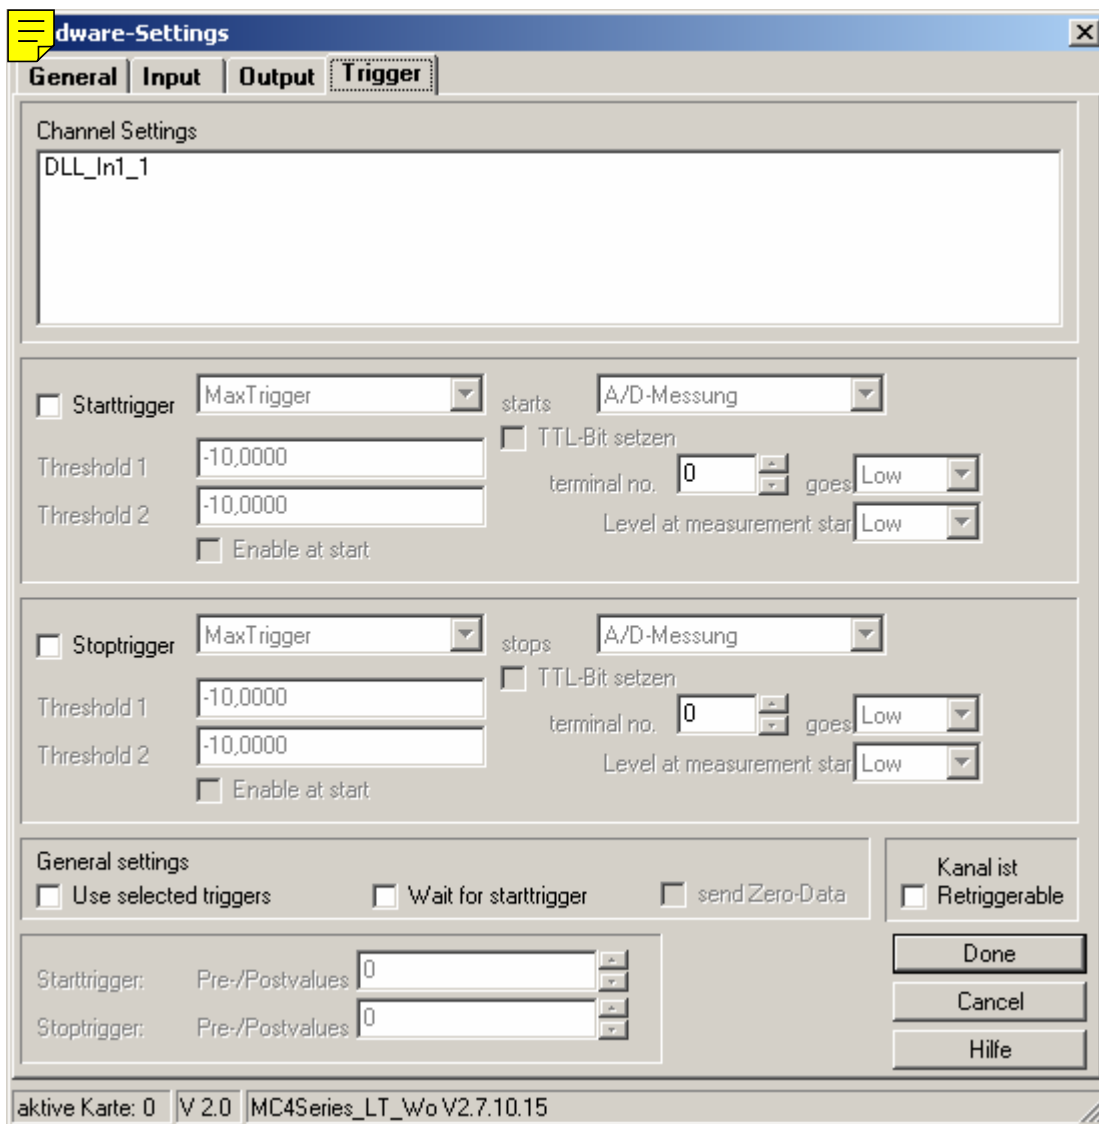 dware-Settings
General Input Output Trigger
Channel Settings
DLL_In1_1
Starttrigger MaxTrigger starts A/D-Messung
TTL-Bit setzen
Threshold 1 -10,0000
terminal no. 0 goes Low
Threshold 2 -10,0000
Level at measurement star Low
Enable at start
Stoptrigger MaxTrigger stops A/D-Messung
TTL-Bit setzen
Threshold 1 -10,0000
terminal no. 0 goes Low
Threshold 2 -10,0000
Level at measurement star Low
Enable at start
General settings
Use selected triggers Wait for starttrigger send Zero-Data
Kanal ist
Retriggerable
Starttrigger: Pre-/Postvalues 0
Stoptrigger: Pre-/Postvalues 0
Done
Cancel
Hilfe
aktive Karte: 0 V 2.0 MC4Series_LT_Wo V2.7.10.15